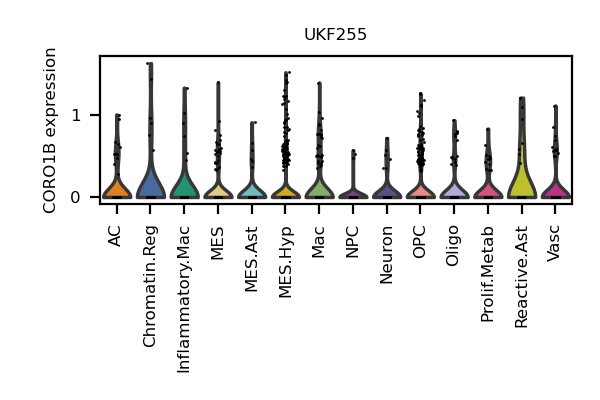 UKF255
CORO1B expression
1
0
AC
Chromatin.Reg
Inflammatory.Mac
MES
MES.Ast
MES.Hyp
Mac
NPC
Neuron
OPC
Oligo
Prolif.Metab
Reactive.Ast
Vasc